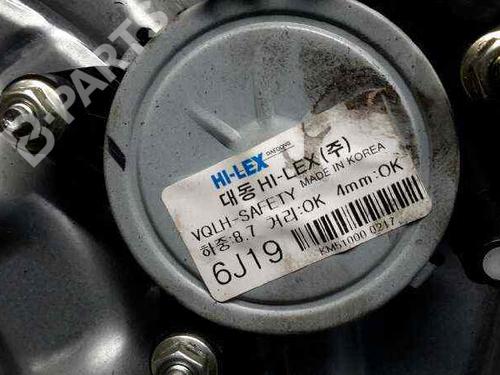 B-PARTS
HI-LEX DAEDONG
대동 HI-LEX (주)
VQLH-SAFETY MADE IN KOREA
하중:8.7 거리:OK 4mm:OK
6J19
KM51000 0217